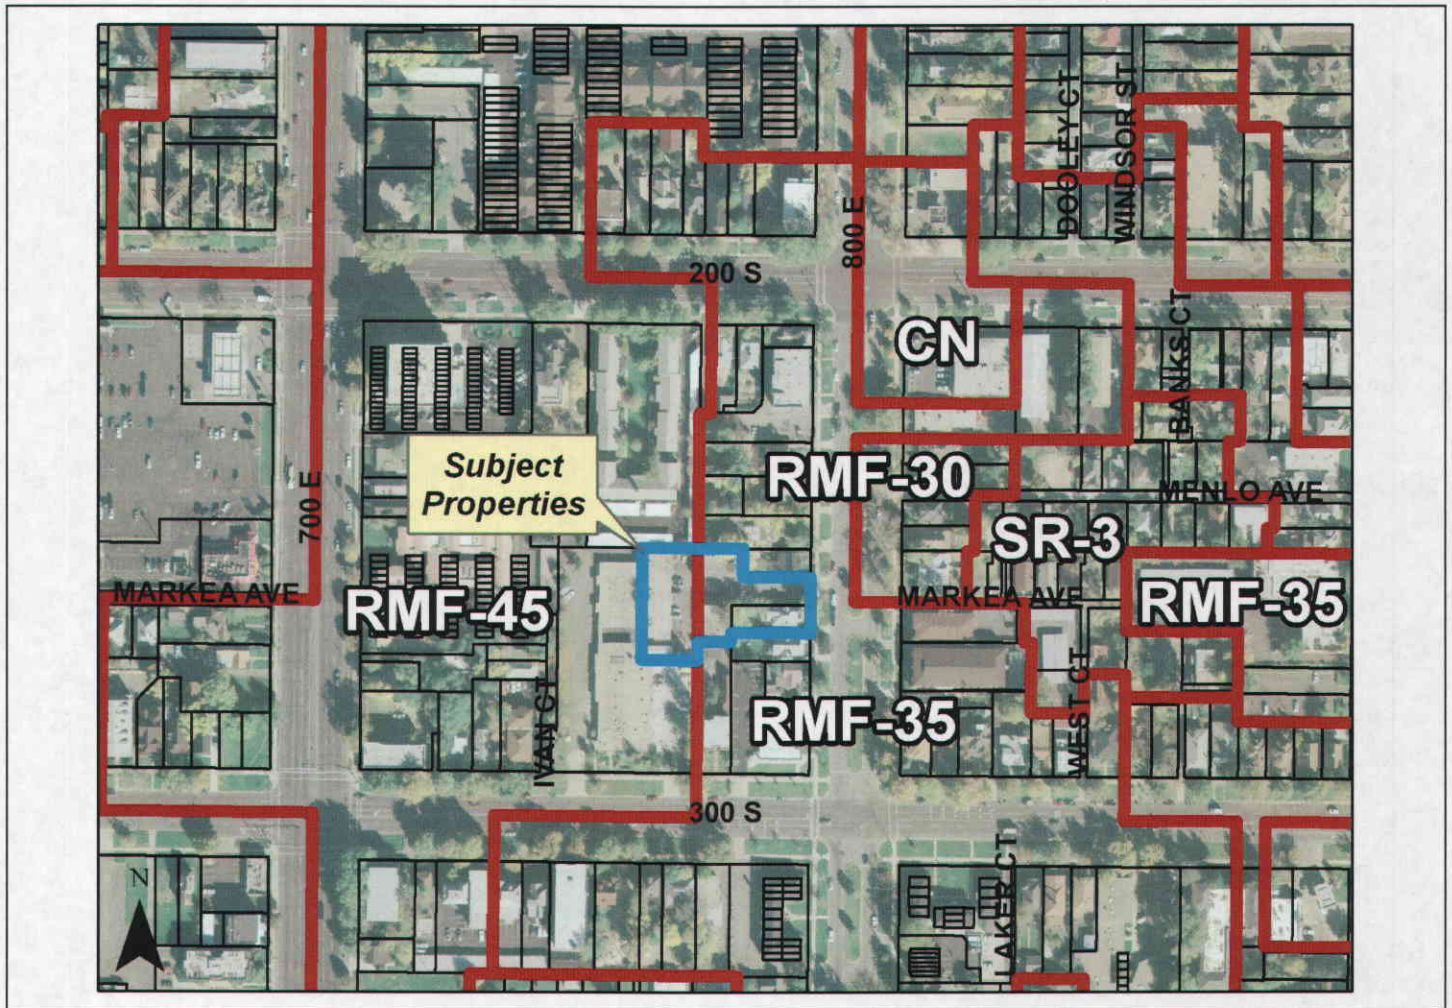 DOOLEY CT
WINDSOR ST
800 E
200 S
CN
BANKS CT
Subject
Properties
700 E
RMF-30
MENLO AVE
SR-3
MARKEA AVE
RMF-45
MARKEA AVE
RMF-35
IVAN CT
RMF-35
WEST CT
300 S
LAKER CT
N